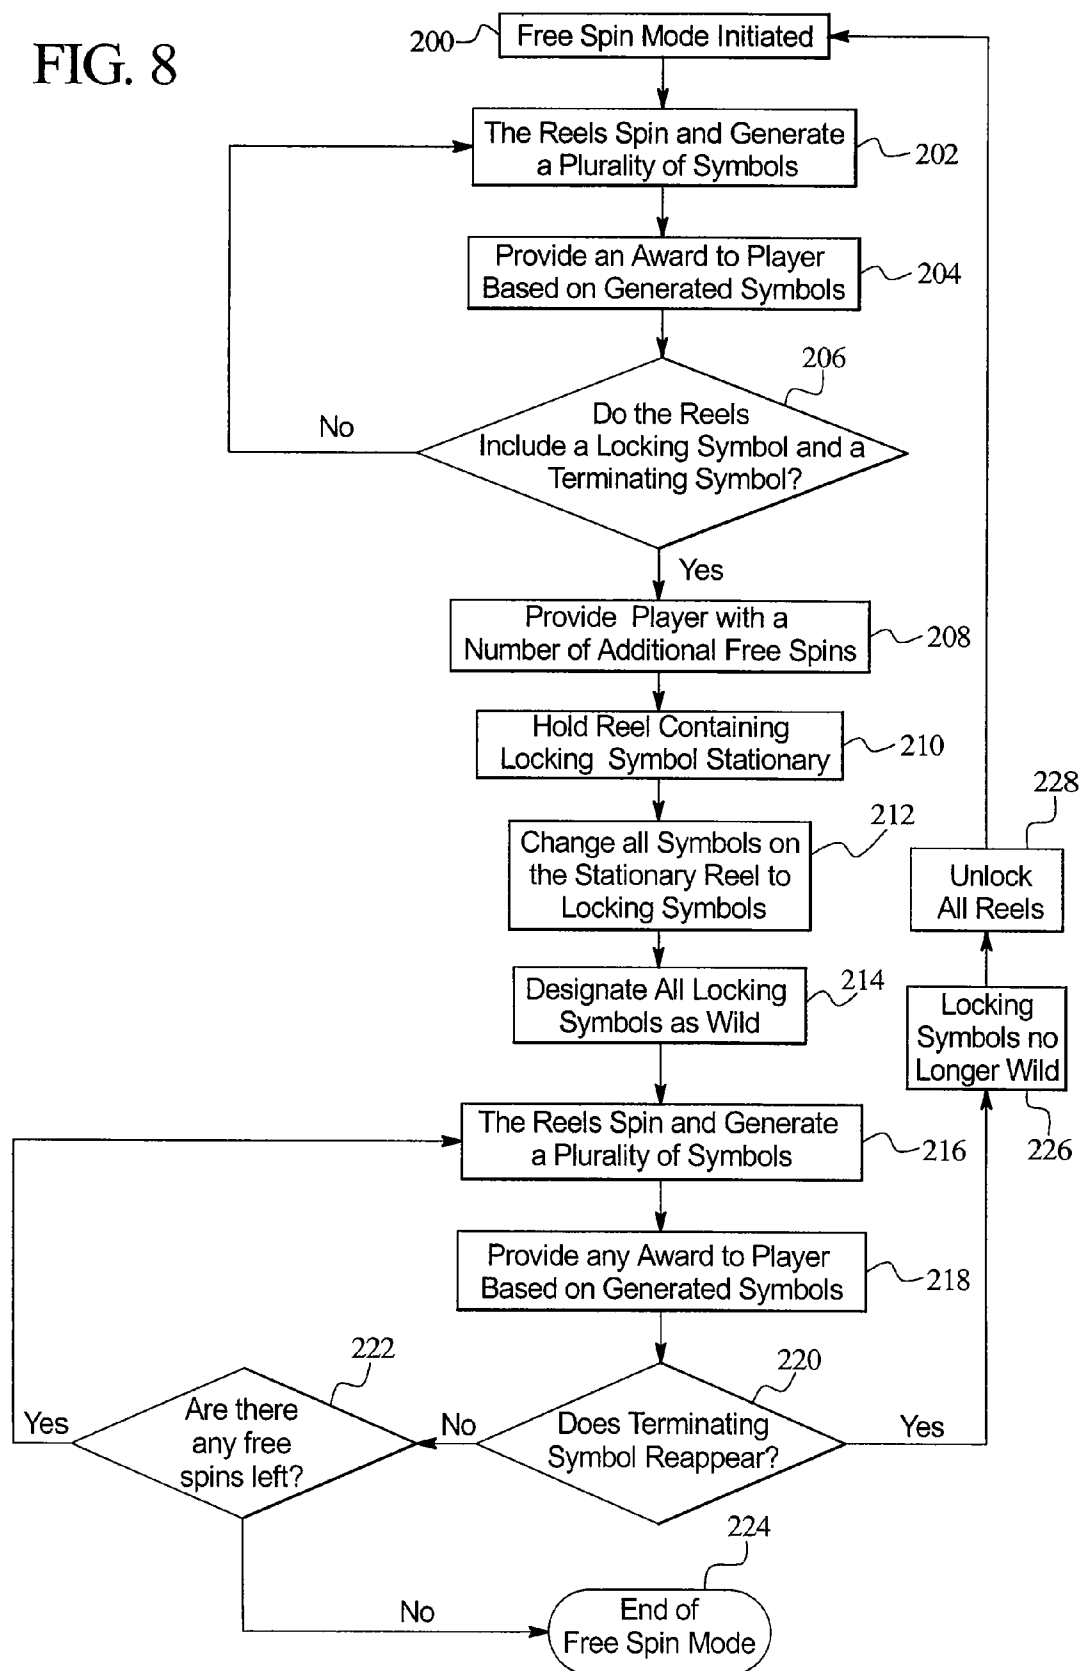 FIG. 8
200
Free Spin Mode Initiated
The Reels Spin and Generate
a Plurality of Symbols
202
Provide an Award to Player
Based on Generated Symbols
204
206
Do the Reels
Include a Locking Symbol and a
Terminating Symbol?
No
Yes
Provide Player with a
Number of Additional Free Spins
208
Hold Reel Containing
Locking Symbol Stationary
210
Change all Symbols on
the Stationary Reel to
Locking Symbols
212
Designate All Locking
Symbols as Wild
214
The Reels Spin and Generate
a Plurality of Symbols
216
Provide any Award to Player
Based on Generated Symbols
218
220
Does Terminating
Symbol Reappear?
No
Yes
222
Are there
any free
spins left?
Yes
No
224
End of
Free Spin Mode
Locking
Symbols no
Longer Wild
226
228
Unlock
All Reels